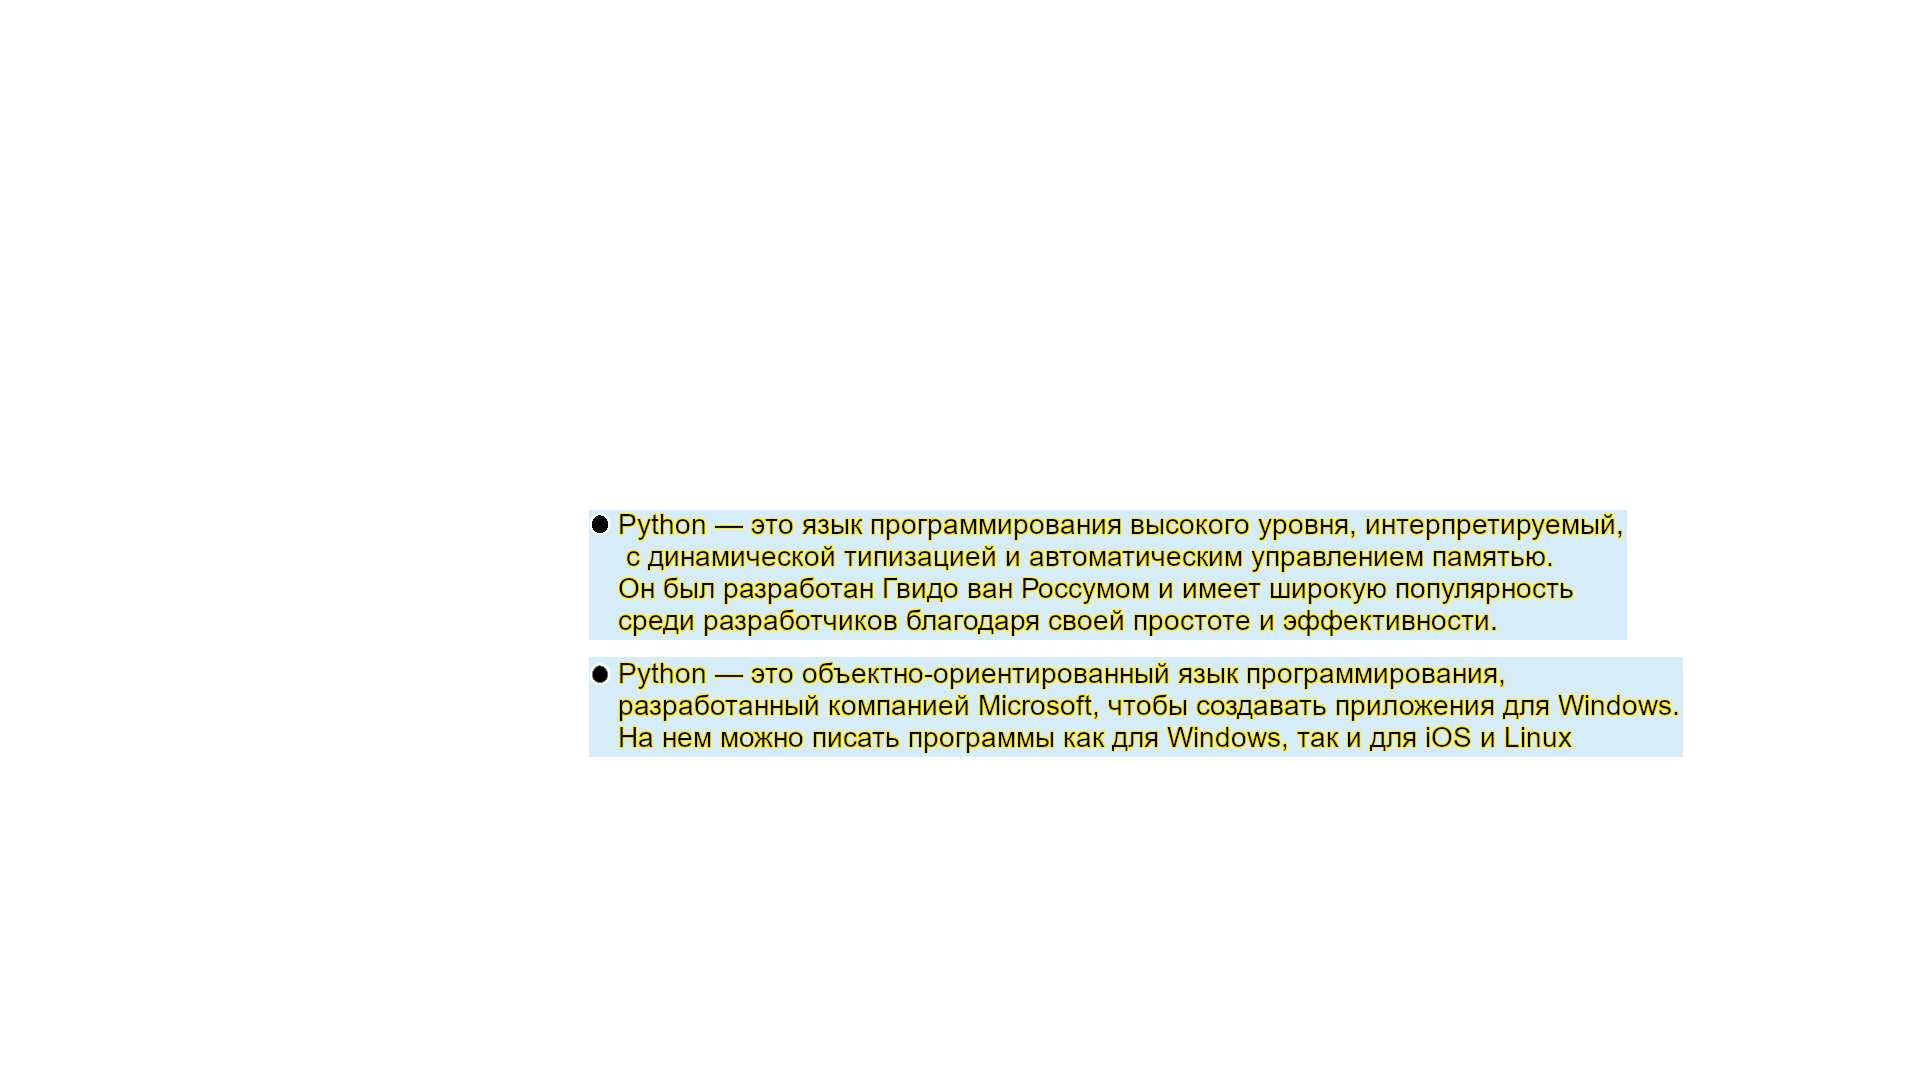 ● Python — это язык программирования высокого уровня, интерпретируемый,
с динамической типизацией и автоматическим управлением памятью.
Он был разработан Гвидо ван Россумом и имеет широкую популярность
среди разработчиков благодаря своей простоте и эффективности.
● Python — это объектно-ориентированный язык программирования,
разработанный компанией Microsoft, чтобы создавать приложения для Windows.
На нем можно писать программы как для Windows, так и для iOS и Linux